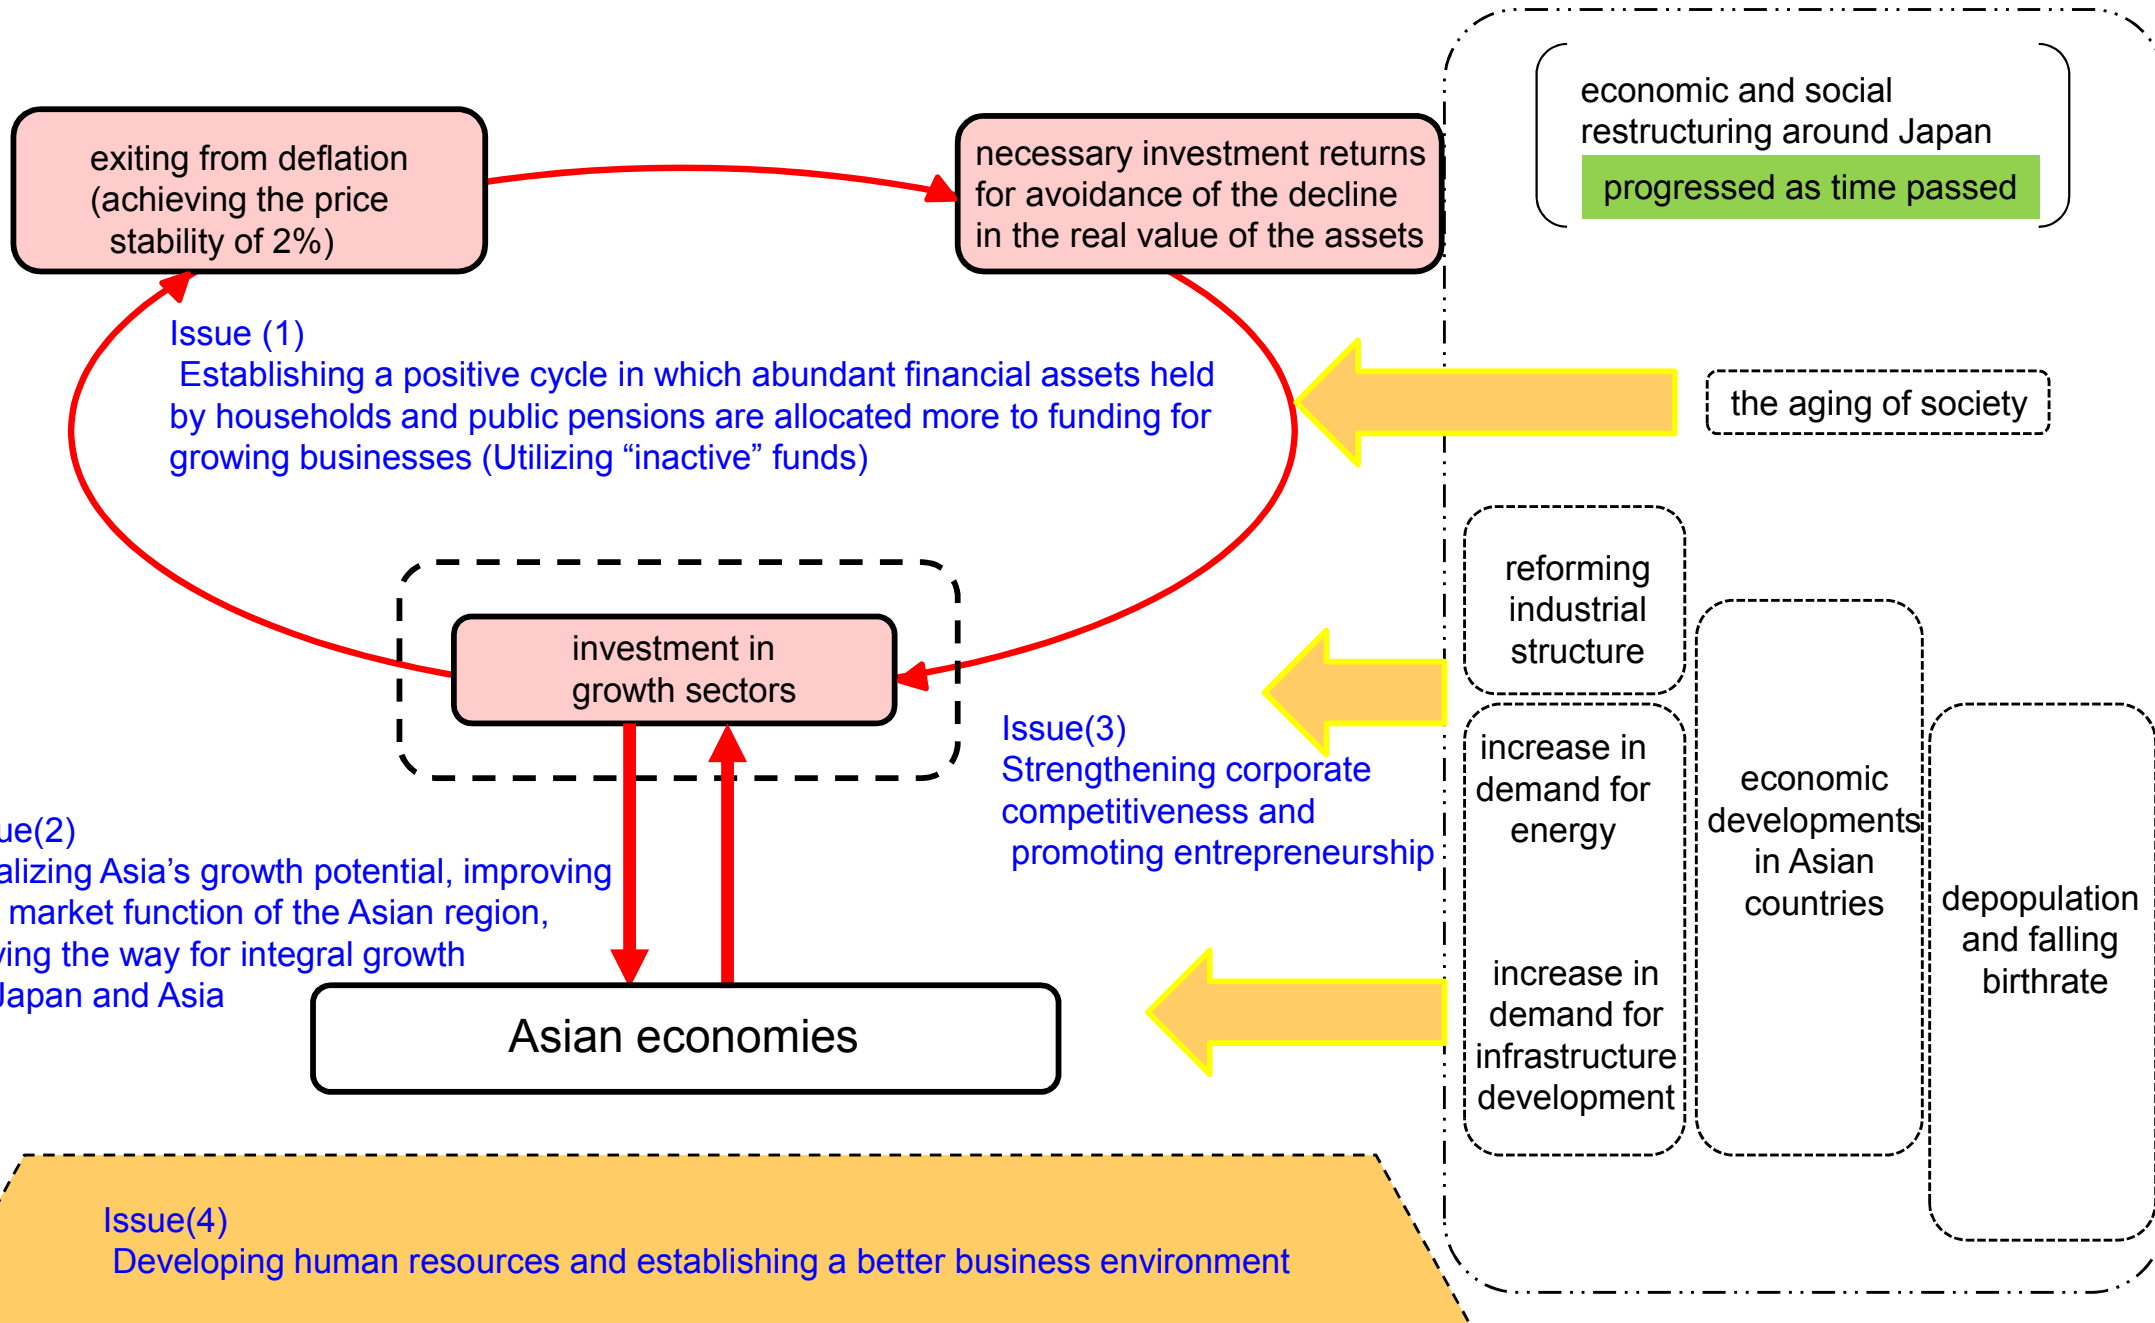 exiting from deflation
(achieving the price
stability of 2%)
necessary investment returns
for avoidance of the decline
in the real value of the assets
economic and social
restructuring around Japan
progressed as time passed
Issue (1)
Establishing a positive cycle in which abundant financial assets held
by households and public pensions are allocated more to funding for
growing businesses (Utilizing “inactive” funds)
the aging of society
investment in
growth sectors
Issue(3)
Strengthening corporate
competitiveness and
promoting entrepreneurship
reforming
industrial
structure
increase in
demand for
energy
increase in
demand for
infrastructure
development
economic
developments
in Asian
countries
depopulation
and falling
birthrate
ue(2)
alizing Asia’s growth potential, improving
market function of the Asian region,
ving the way for integral growth
Japan and Asia
Asian economies
Issue(4)
Developing human resources and establishing a better business environment